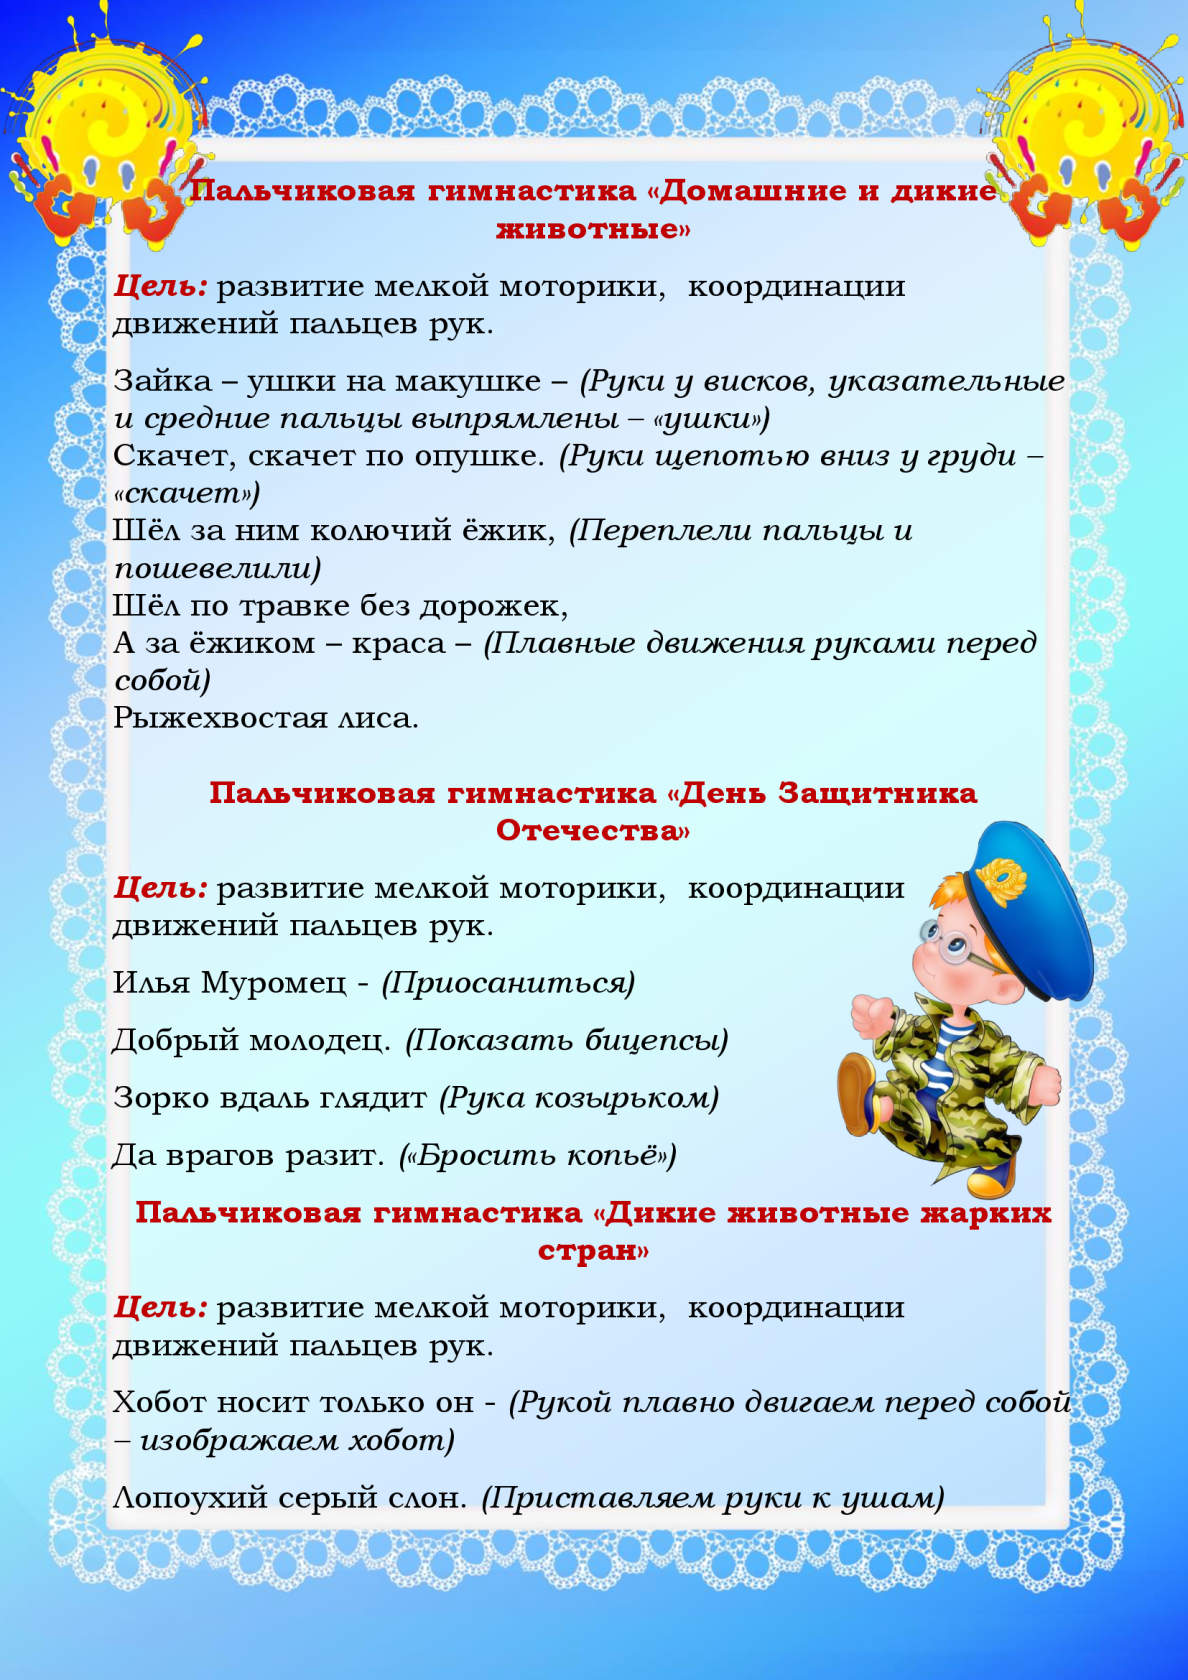 Пальчиковая гимнастика «Домашние и дикие
животные»
Цель: развитие мелкой моторики,  координации
движений пальцев рук.
Зайка – ушки на макушке – (Руки у висков, указательные
и средние пальцы выпрямлены – «ушки»)
Скачет, скачет по опушке. (Руки щепотью вниз у груди –
«скачет»)
Шёл за ним колючий ёжик, (Переплели пальцы и
пошевелили)
Шёл по травке без дорожек,
А за ёжиком – краса – (Плавные движения руками перед
собой)
Рыжехвостая лиса.
Пальчиковая гимнастика «День Защитника
Отечества»
Цель: развитие мелкой моторики,  координации
движений пальцев рук.
Илья Муромец - (Приосаниться)
Добрый молодец. (Показать бицепсы)
Зорко вдаль глядит (Рука козырьком)
Да врагов разит. («Бросить копьё»)
Пальчиковая гимнастика «Дикие животные жарких
стран»
Цель: развитие мелкой моторики,  координации
движений пальцев рук.
Хобот носит только он - (Рукой плавно двигаем перед собой
– изображаем хобот)
Лопоухий серый слон. (Приставляем руки к ушам)